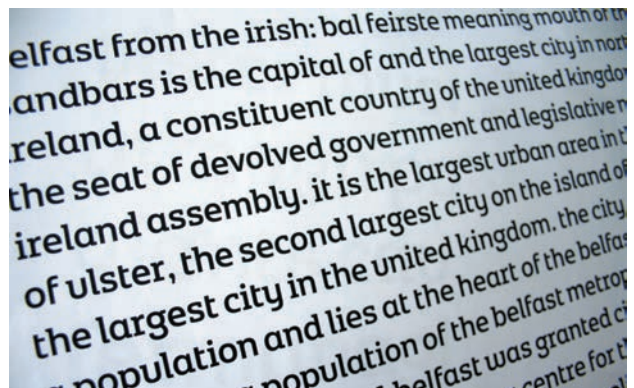 elfast from the irish: bal feirste meaning mouth of the
andbars is the capital of and the largest city in nort
reland, a constituent country of the united kingdo
the seat of devolved government and legislative n
ireland assembly. it is the largest urban area in t
of ulster, the second largest city on the island of
the largest city in the united kingdom. the city
population and lies at the heart of the belfas
population of the belfast metrop
belfast was granted ci
centre for t